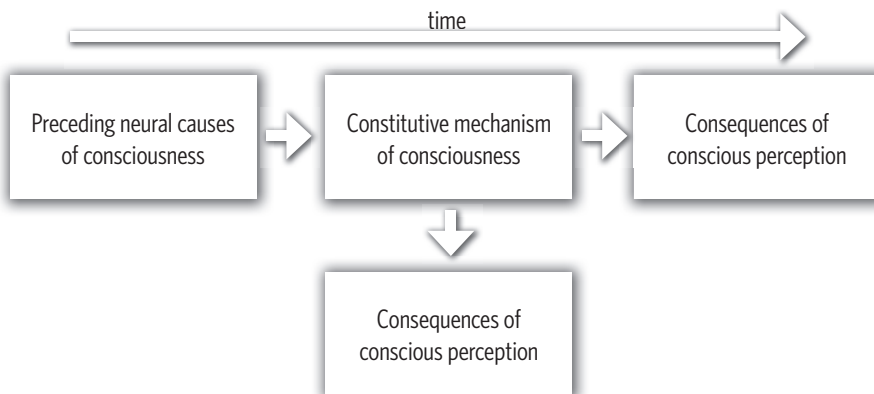 time
Preceding neural causes
of consciousness
Constitutive mechanism
of consciousness
Consequences of
conscious perception
Consequences of
conscious perception